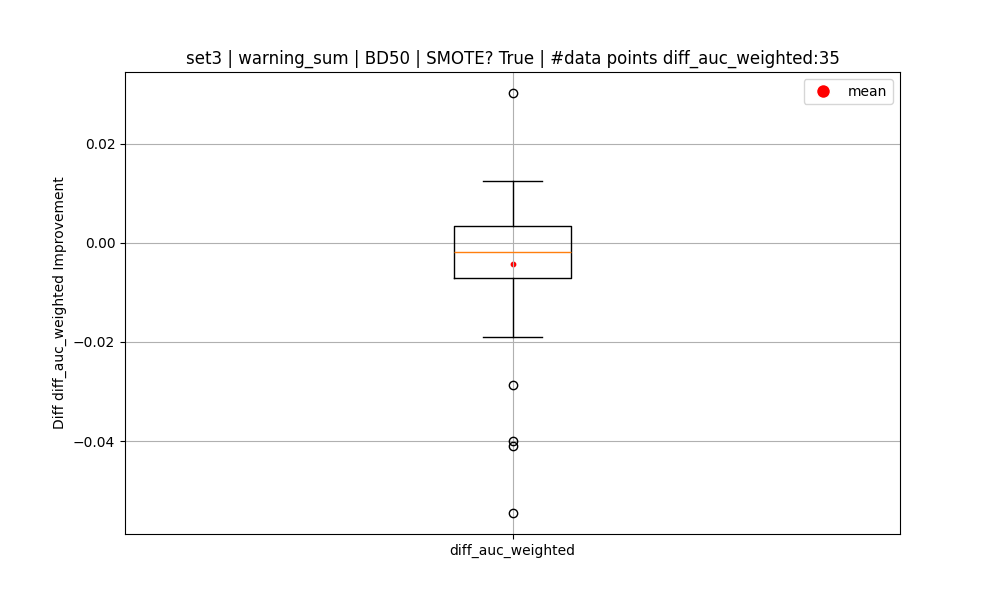 set3 | warning_sum | BD50 | SMOTE? True | #data points diff_auc_weighted:35
mean
0.02
0.00
−0.02
−0.04
Diff diff_auc_weighted Improvement
diff_auc_weighted